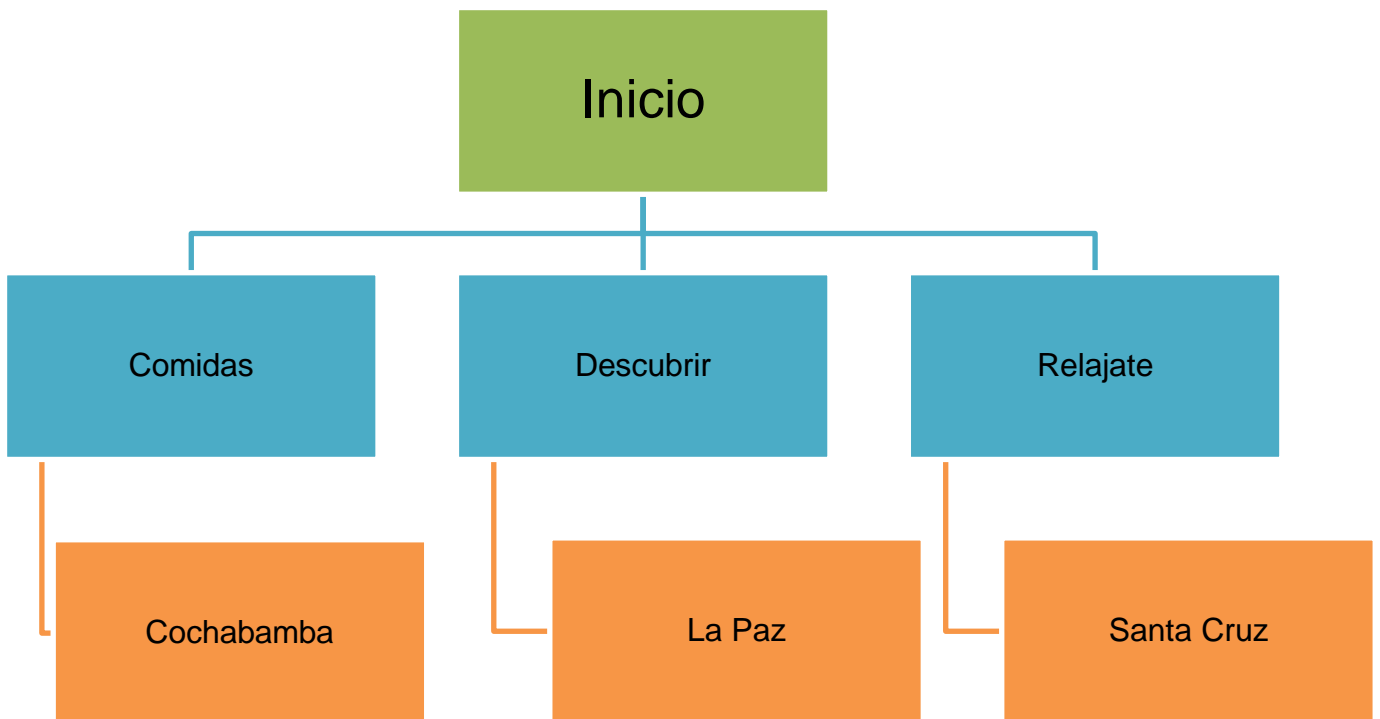 Inicio
Comidas
Descubrir
Relajate
Cochabamba
La Paz
Santa Cruz